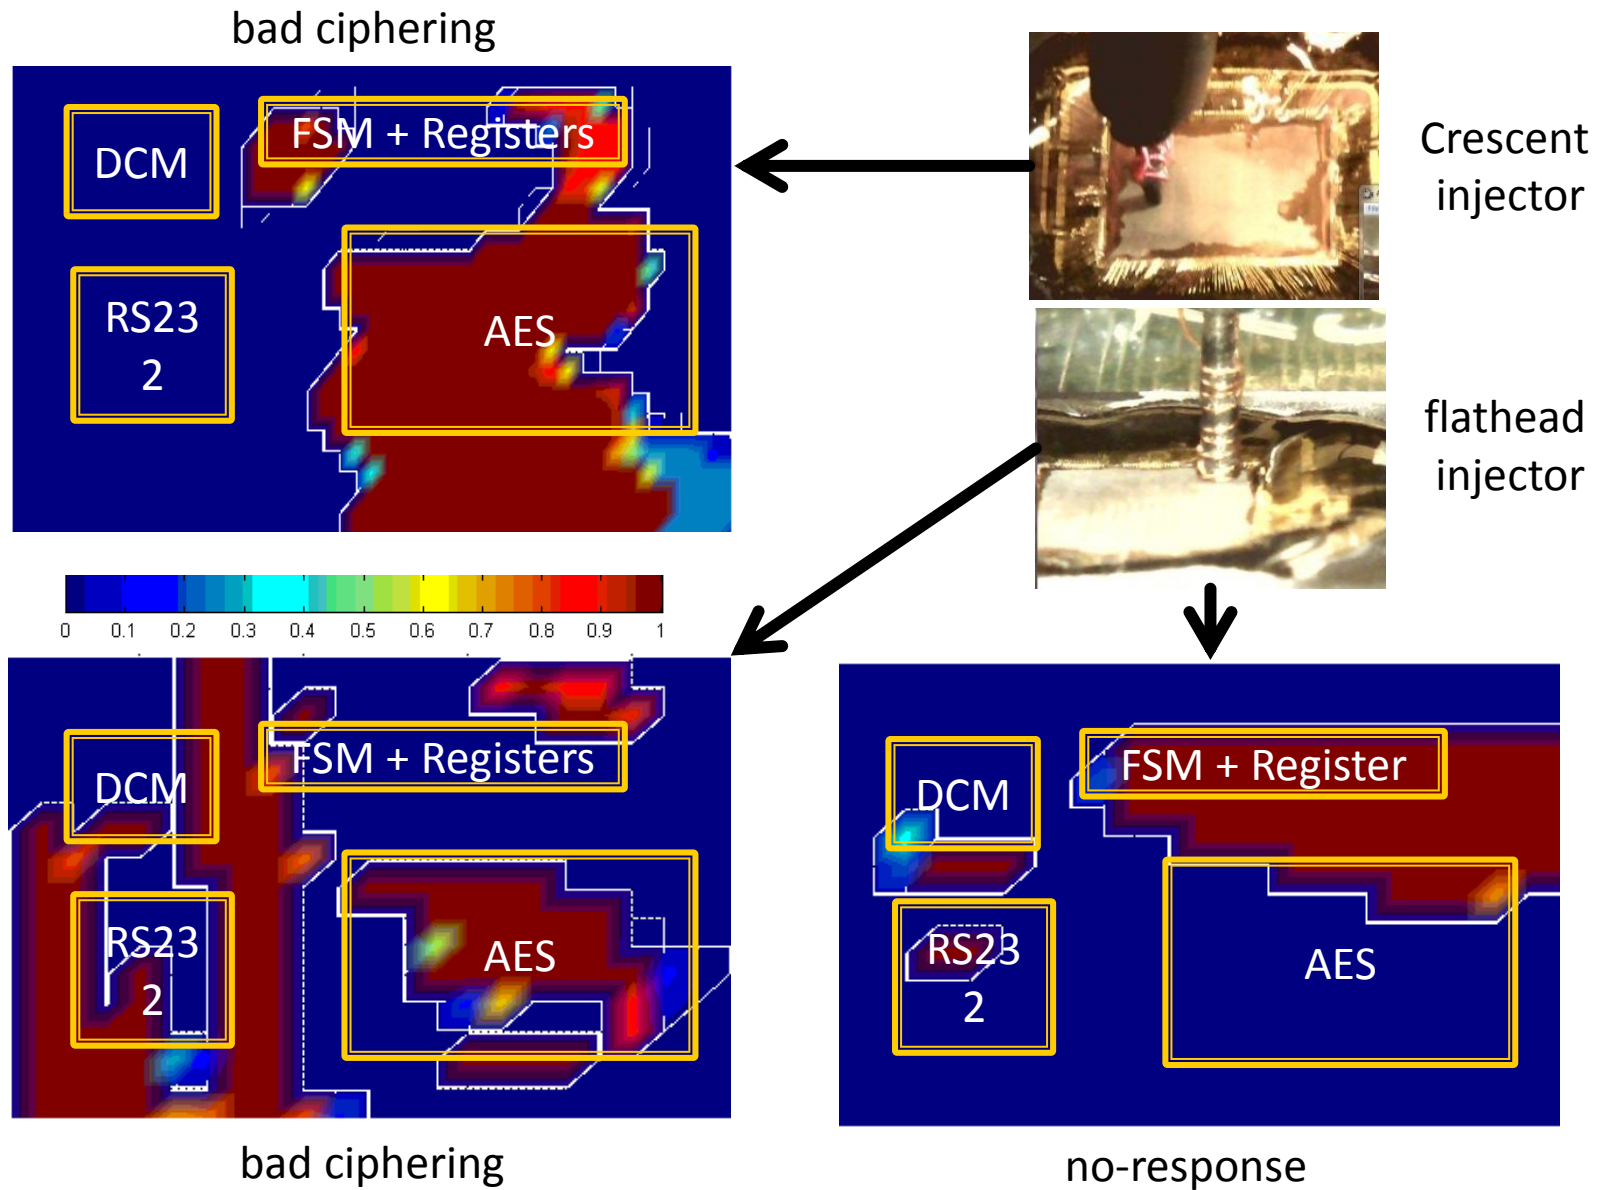 bad ciphering
DCM
FSM + Registers
RS23
2
AES
Crescent
injector
flathead
injector
0 0.1 0.2 0.3 0.4 0.5 0.6 0.7 0.8 0.9 1
DCM
FSM + Registers
RS23
2
AES
bad ciphering
DCM
FSM + Register
RS23
2
AES
no-response